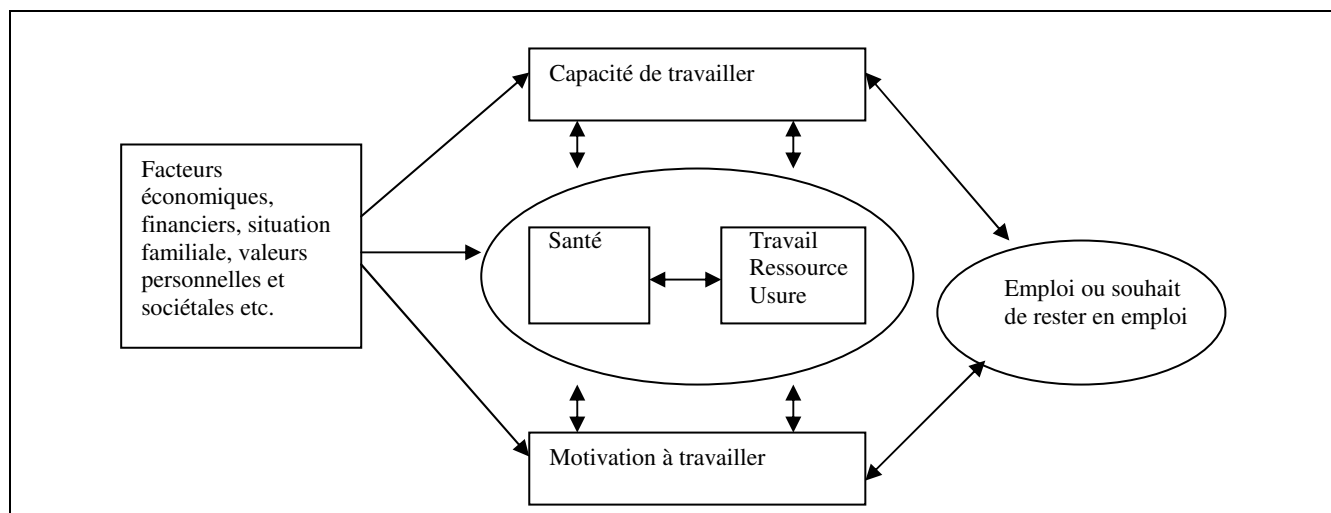 Capacité de travailler
Facteurs
économiques,
financiers, situation
familiale, valeurs
personnelles et
sociétales etc.
Santé
Travail
Ressource
Usure
Emploi ou souhait
de rester en emploi
Motivation à travailler